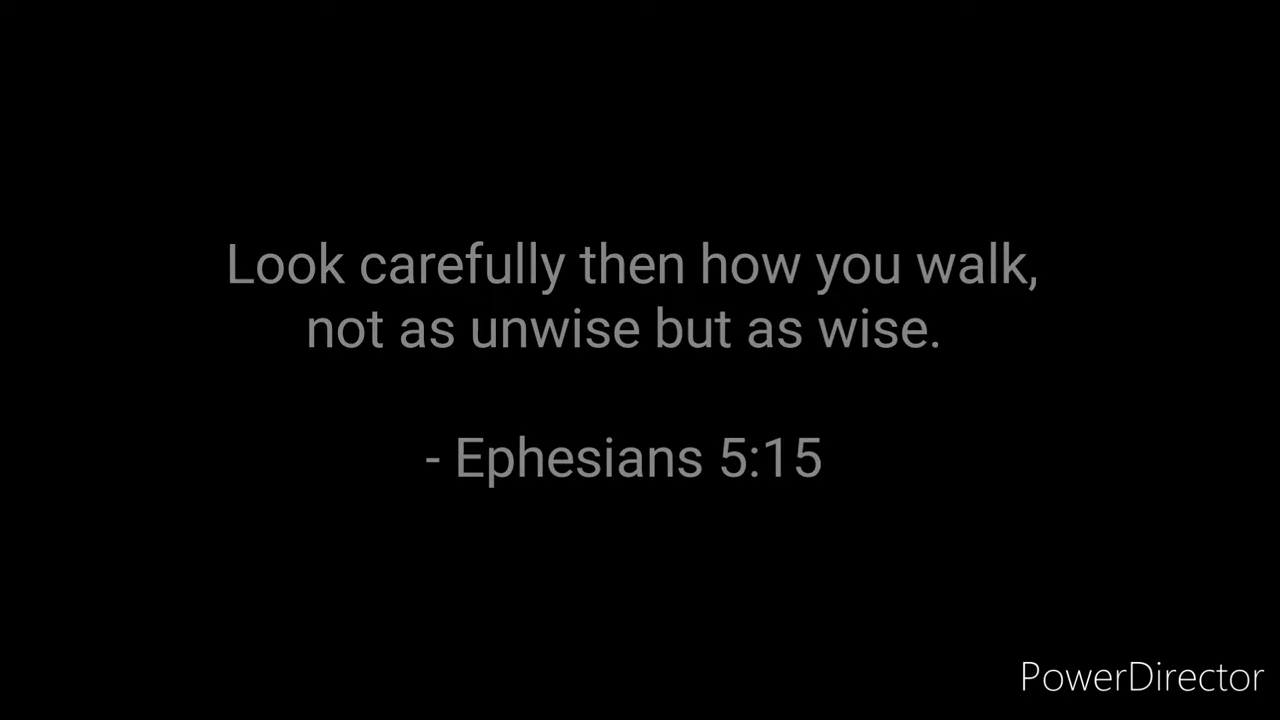 Look carefully then how you walk,
not as unwise but as wise.
- Ephesians 5:15
PowerDirector